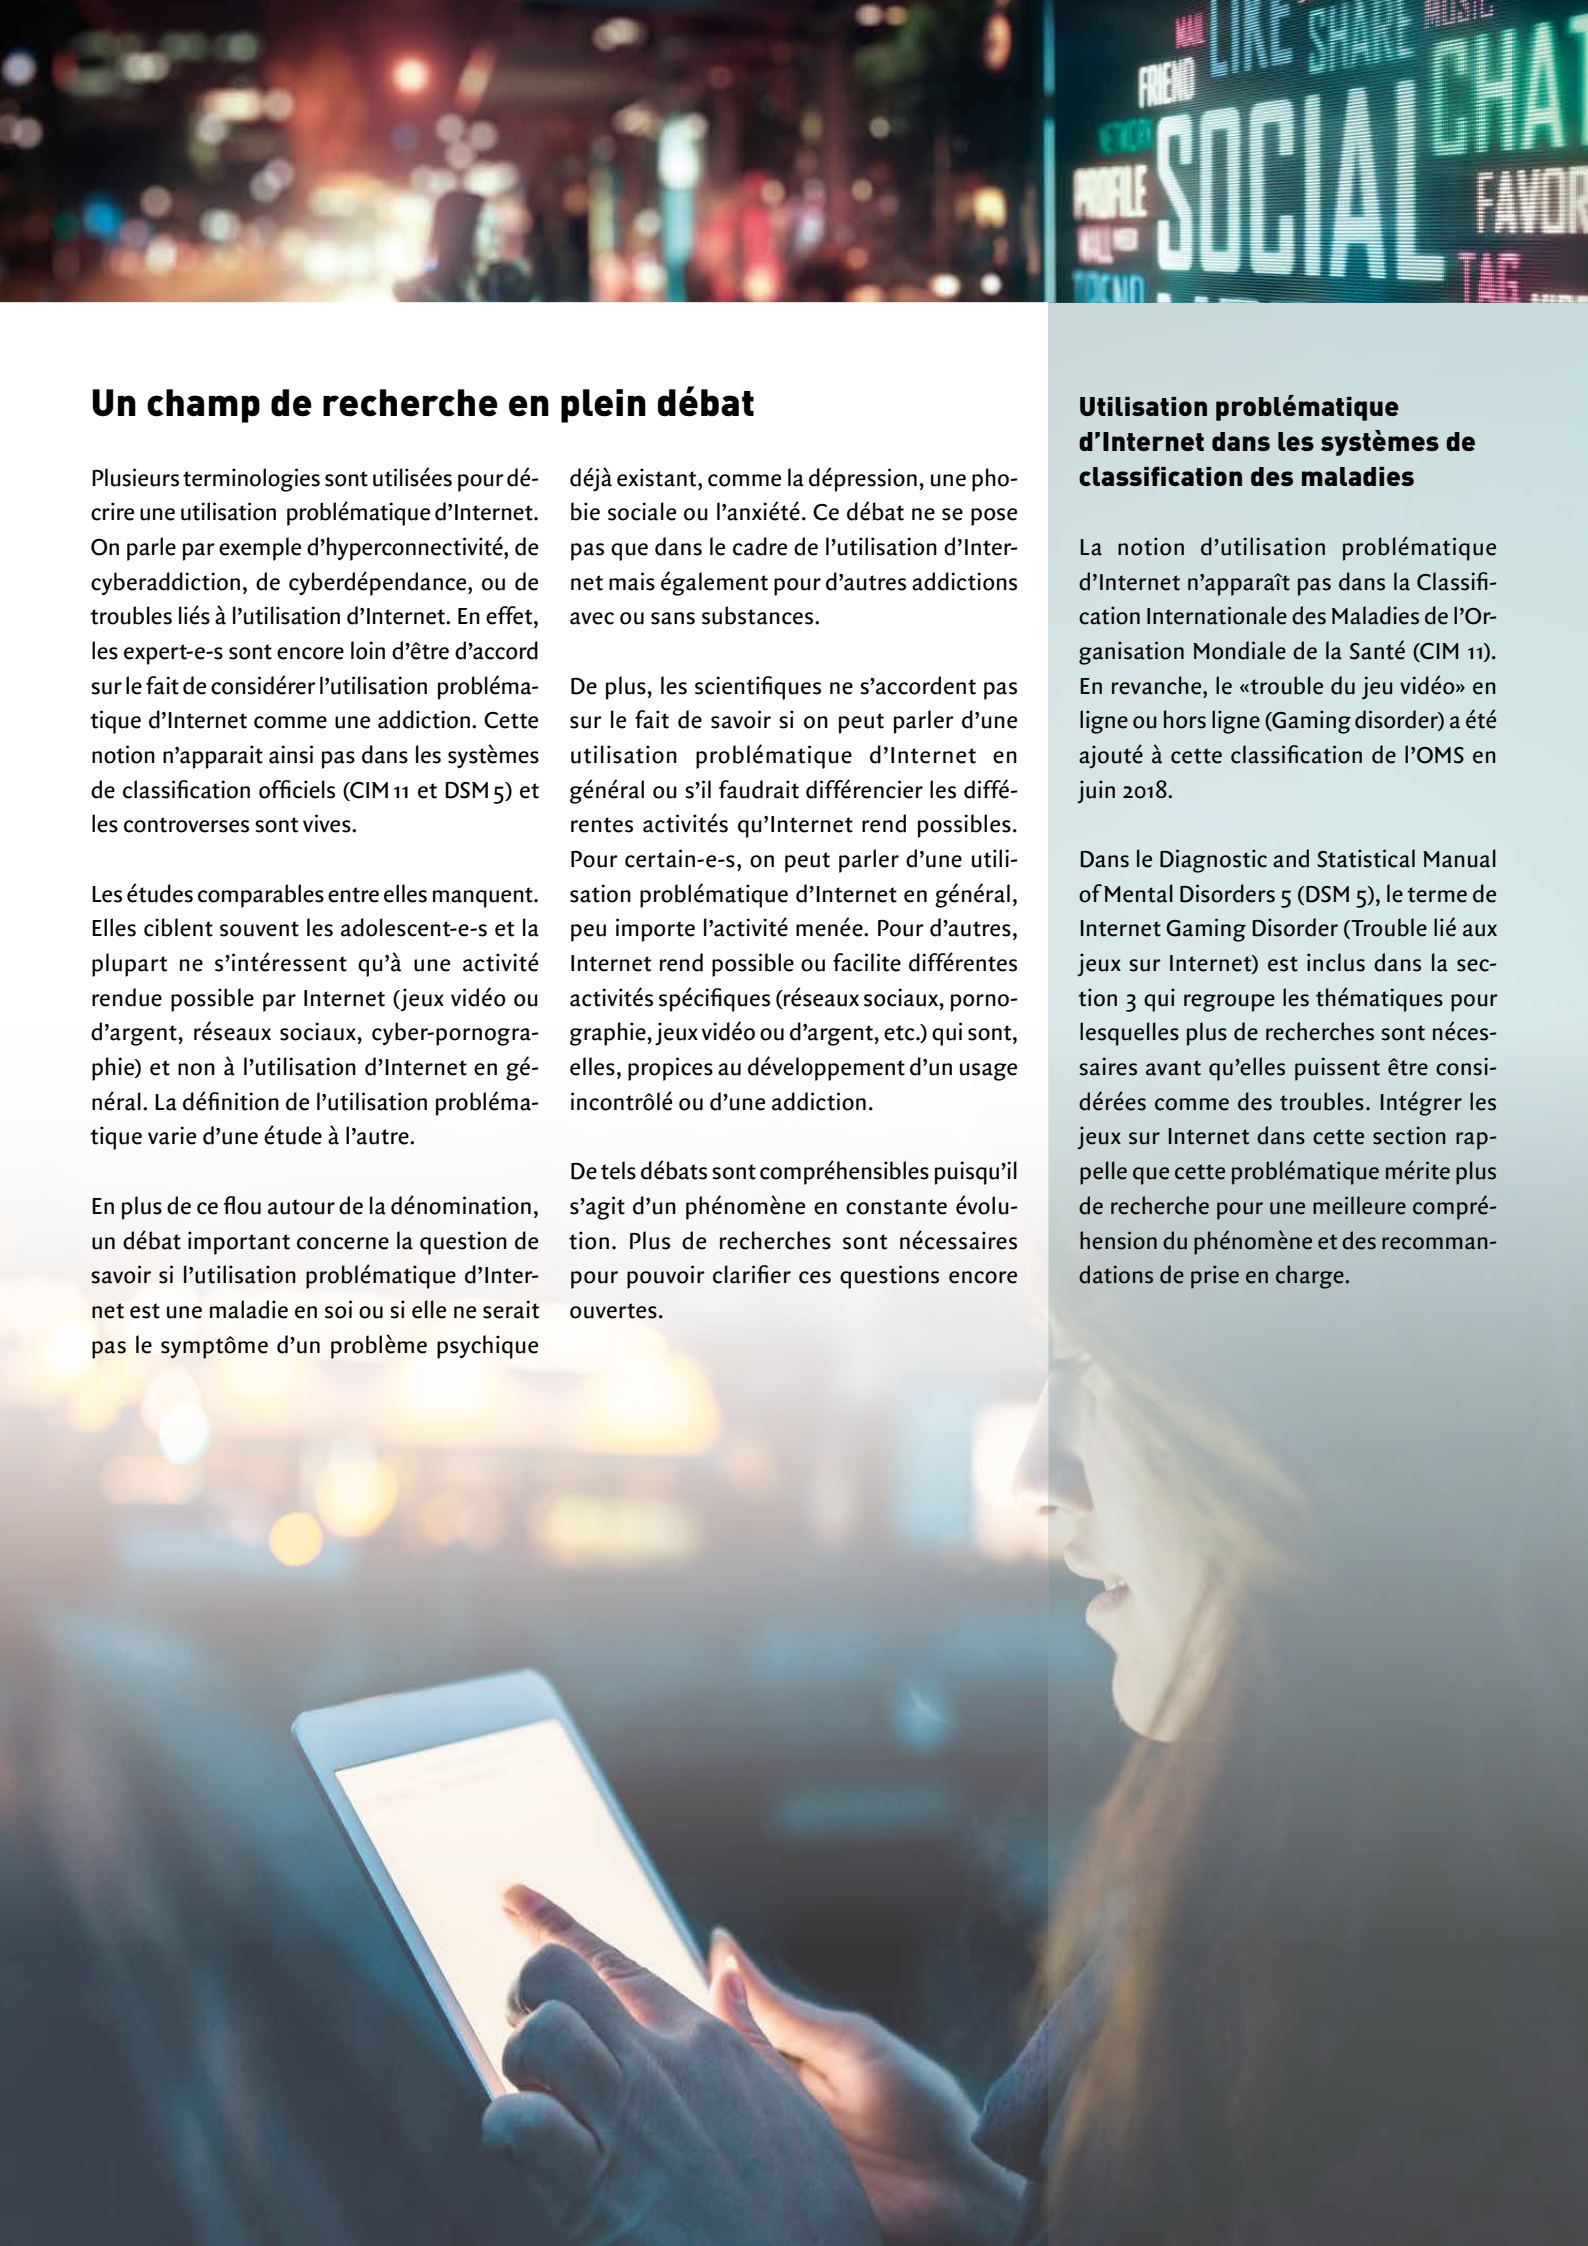 MAIL
LIKE
SHARE
MUSIC
FRIEND
CHAT
NETWORK
SOCIAL
PROFILE
FAVOR
WALL
TAG
TREND
Un champ de recherche en plein débat
Plusieurs terminologies sont utilisées pour dé-
crire une utilisation problématique d’Internet.
On parle par exemple d’hyperconnectivité, de
cyberaddiction, de cyberdépendance, ou de
troubles liés à l’utilisation d’Internet. En effet,
les expert-e-s sont encore loin d’être d’accord
sur le fait de considérer l’utilisation probléma-
tique d’Internet comme une addiction. Cette
notion n’apparait ainsi pas dans les systèmes
de classification officiels (CIM 11 et DSM 5) et
les controverses sont vives.
Les études comparables entre elles manquent.
Elles ciblent souvent les adolescent-e-s et la
plupart ne s’intéressent qu’à une activité
rendue possible par Internet (jeux vidéo ou
d’argent, réseaux sociaux, cyber-pornogra-
phie) et non à l’utilisation d’Internet en gé-
néral. La définition de l’utilisation probléma-
tique varie d’une étude à l’autre.
En plus de ce flou autour de la dénomination,
un débat important concerne la question de
savoir si l’utilisation problématique d’Inter-
net est une maladie en soi ou si elle ne serait
pas le symptôme d’un problème psychique
déjà existant, comme la dépression, une pho-
bie sociale ou l’anxiété. Ce débat ne se pose
pas que dans le cadre de l’utilisation d’Inter-
net mais également pour d’autres addictions
avec ou sans substances.
De plus, les scientifiques ne s’accordent pas
sur le fait de savoir si on peut parler d’une
utilisation problématique d’Internet en
général ou s’il faudrait différencier les diffé-
rentes activités qu’Internet rend possibles.
Pour certain-e-s, on peut parler d’une utili-
sation problématique d’Internet en général,
peu importe l’activité menée. Pour d’autres,
Internet rend possible ou facilite différentes
activités spécifiques (réseaux sociaux, porno-
graphie, jeux vidéo ou d’argent, etc.) qui sont,
elles, propices au développement d’un usage
incontrôlé ou d’une addiction.
De tels débats sont compréhensibles puisqu’il
s’agit d’un phénomène en constante évolu-
tion. Plus de recherches sont nécessaires
pour pouvoir clarifier ces questions encore
ouvertes.
Utilisation problématique
d’Internet dans les systèmes de
classification des maladies
La notion d’utilisation problématique
d’Internet n’apparaît pas dans la Classifi-
cation Internationale des Maladies de l’Or-
ganisation Mondiale de la Santé (CIM 11).
En revanche, le «trouble du jeu vidéo» en
ligne ou hors ligne (Gaming disorder) a été
ajouté à cette classification de l’OMS en
juin 2018.
Dans le Diagnostic and Statistical Manual
of Mental Disorders 5 (DSM 5), le terme de
Internet Gaming Disorder (Trouble lié aux
jeux sur Internet) est inclus dans la sec-
tion 3 qui regroupe les thématiques pour
lesquelles plus de recherches sont néces-
saires avant qu’elles puissent être consi-
dérées comme des troubles. Intégrer les
jeux sur Internet dans cette section rap-
pelle que cette problématique mérite plus
de recherche pour une meilleure compré-
hension du phénomène et des recomman-
dations de prise en charge.